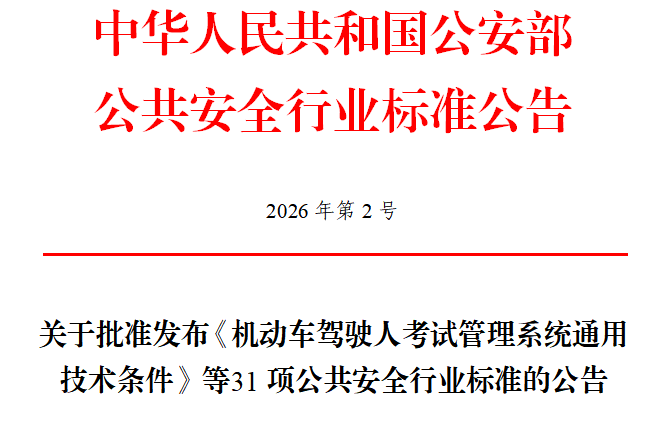 中华人民共和国公安部
公共安全行业标准公告
2026 年第 2 号
关于批准发布《机动车驾驶人考试管理系统通用
技术条件》等31 项公共安全行业标准的公告